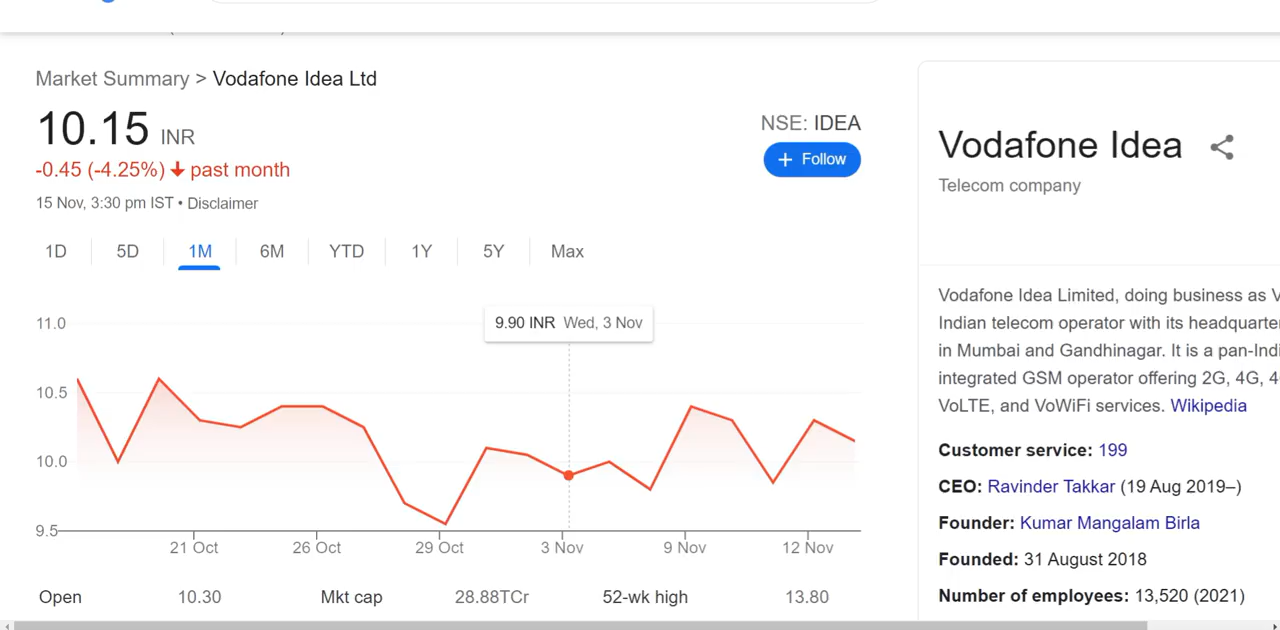 Market Summary > Vodafone Idea Ltd
10.15 INR
-0.45 (-4.25%) past month
15 Nov, 3:30 pm IST • Disclaimer
NSE: IDEA
+ Follow
1D 5D 1M 6M YTD 1Y 5Y Max
9.90 INR Wed, 3 Nov
11.0
10.5
10.0
9.5
21 Oct 26 Oct 29 Oct 3 Nov 9 Nov 12 Nov
Open 10.30 Mkt cap 28.88TCr 52-wk high 13.80
Vodafone Idea
Telecom company
Vodafone Idea Limited, doing business as
Indian telecom operator with its
in Mumbai and Gandhinagar. It is a
integrated GSM operator offering 2G, 4G,
VoLTE, and VoWiFi services. Wikipedia
Customer service: 199
CEO: Ravinder Takkar (19 Aug 2019–)
Founder: Kumar Mangalam Birla
Founded: 31 August 2018
Number of employees: 13,520 (2021)